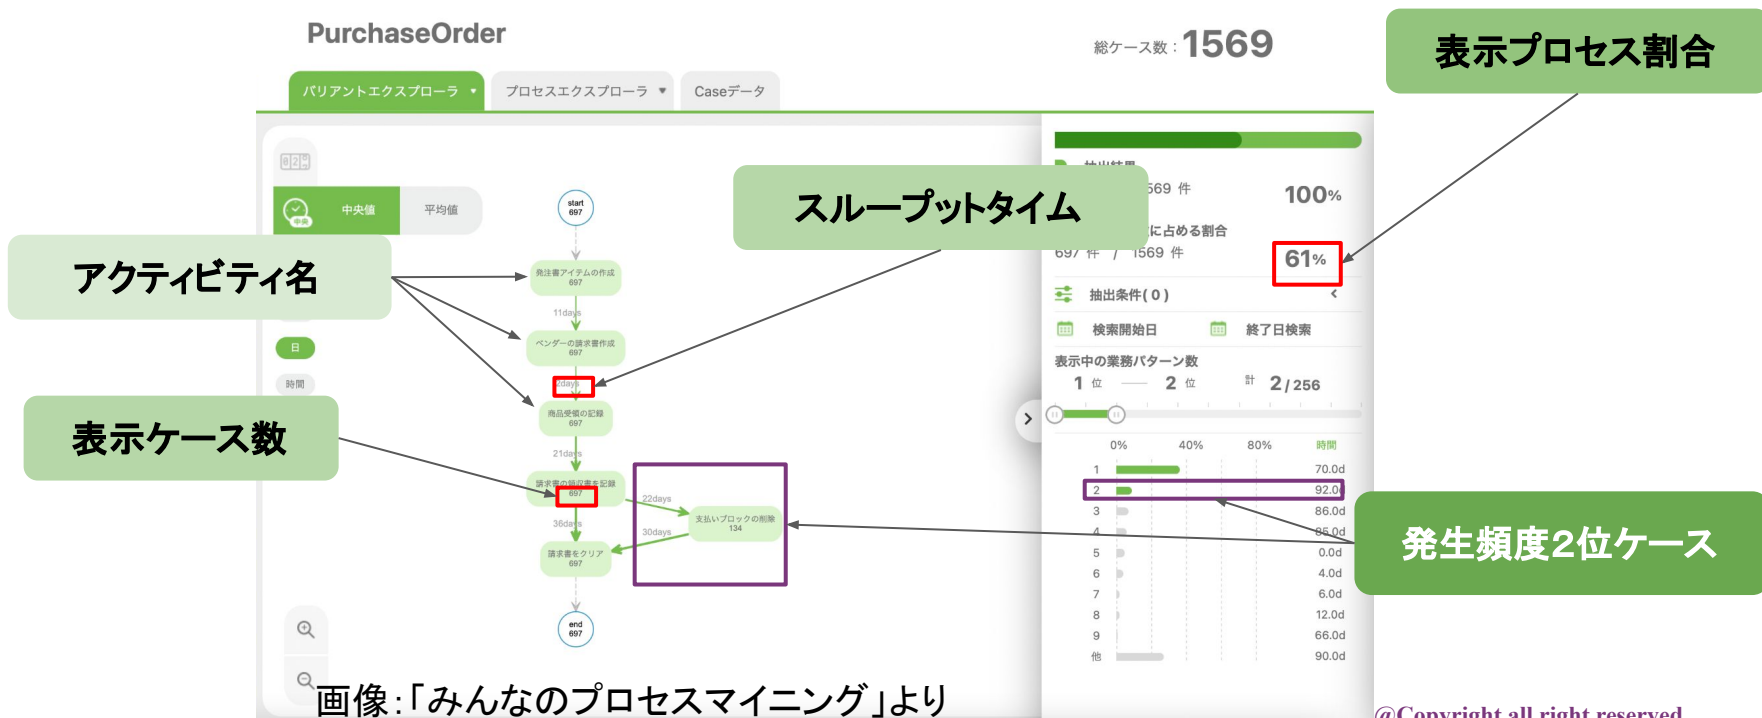 PurchaseOrder
総ケース数：1569
表示プロセス割合
バリアントエクスプローラ
プロセスエクスプローラ
Caseデータ
中央
中央値
平均値
スループットタイム
アクティビティ名
表示ケース数
start
697
発注書アイテムの作成
697
11days
ベンダーの請求書作成
697
商品受領の記録
697
21days
請求書の領収書を記録
697
22days
支払いブロックの削除
134
36days
30days
請求書をクリア
697
end
697
日
時間
569 件
100%
に占める割合
697 件 / 1569 件
61%
抽出条件( 0 )
検索開始日
終了日検索
表示中の業務パターン数
1 位 2 位 計 2 / 256
0% 40% 80% 時間
1 70.0d
2 92.0d
3 86.0d
4 85.0d
5 0.0d
6 4.0d
7 6.0d
8 12.0d
9 66.0d
他 90.0d
発生頻度２位ケース
画像：「みんなのプロセスマイニング」より
@Copyright all right reserved